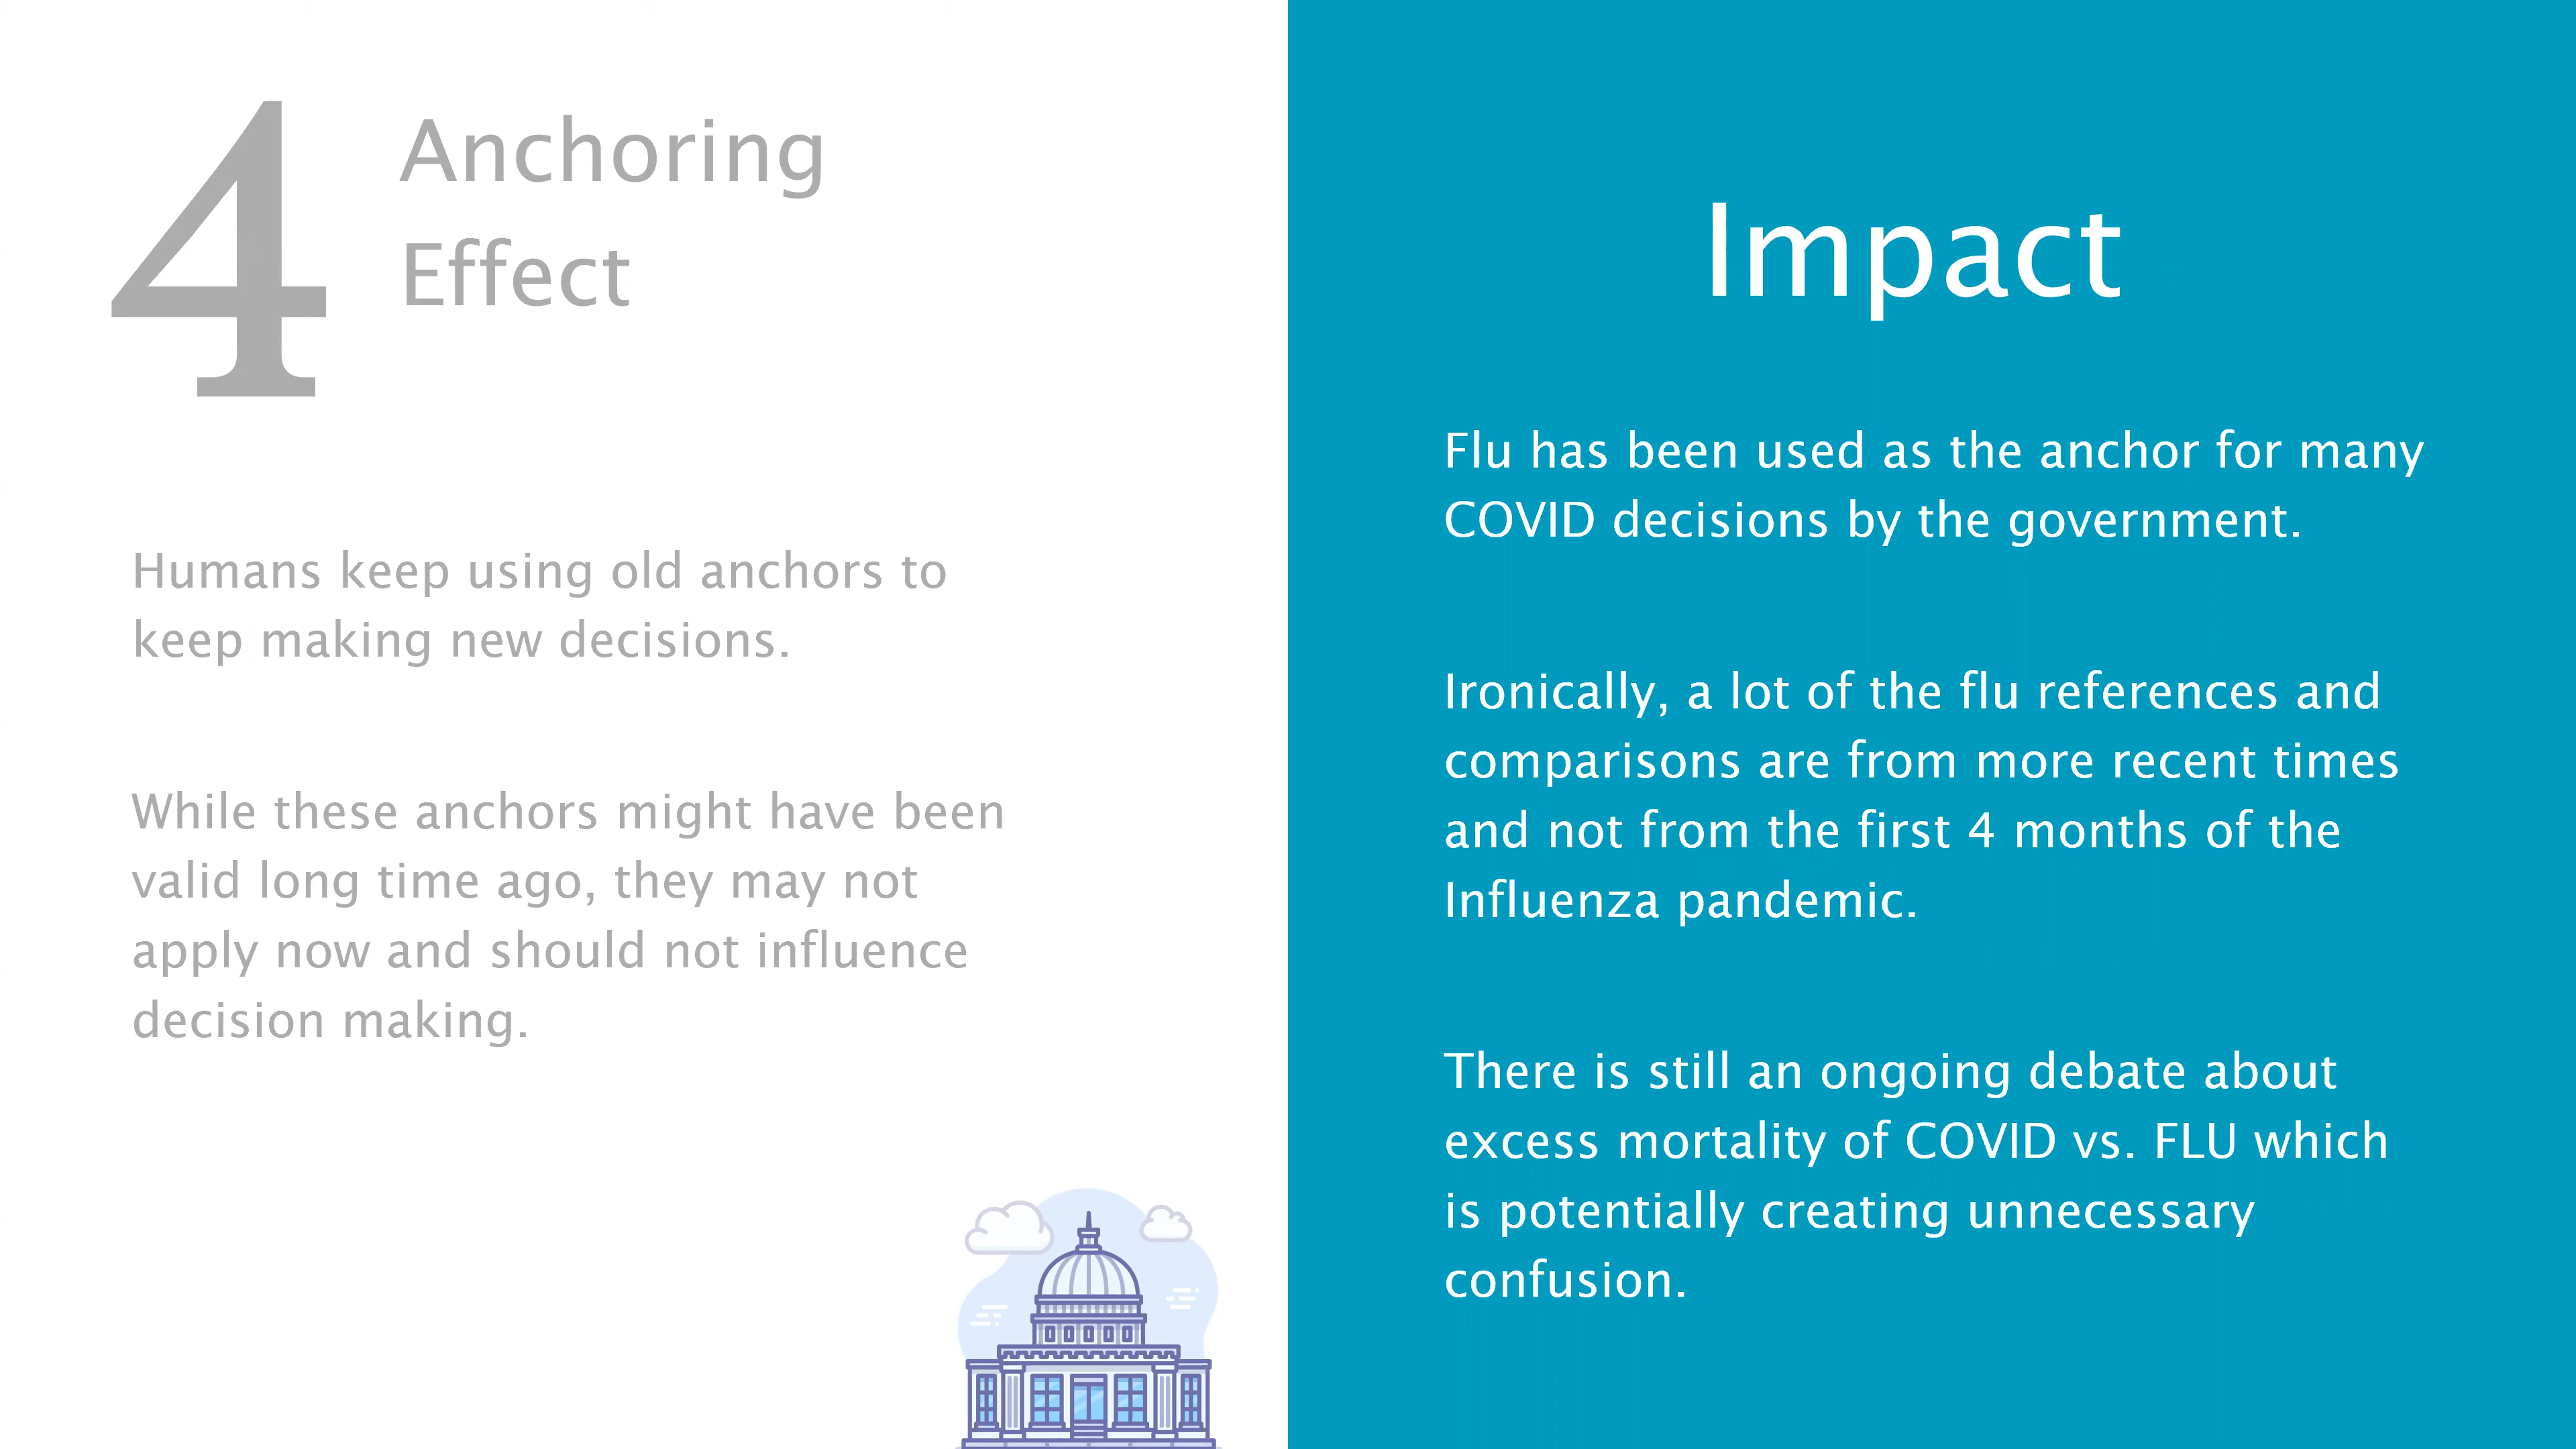 4
Anchoring
Effect
Humans keep using old anchors to
keep making new decisions.
While these anchors might have been
valid long time ago, they may not
apply now and should not influence
decision making.
Impact
Flu has been used as the anchor for many
COVID decisions by the government.
Ironically, a lot of the flu references and
comparisons are from more recent times
and not from the first 4 months of the
Influenza pandemic.
There is still an ongoing debate about
excess mortality of COVID vs. FLU which
is potentially creating unnecessary
confusion.